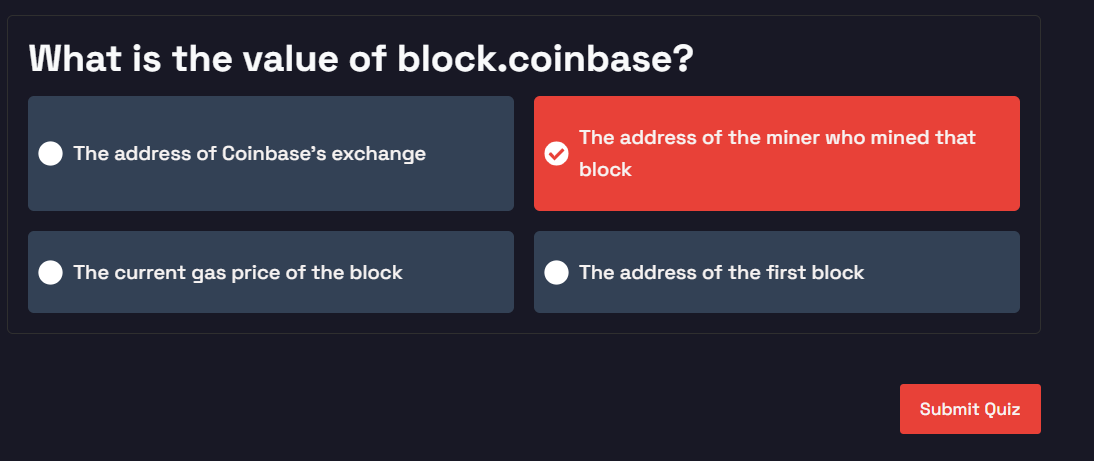 What is the value of block.coinbase?
The address of Coinbase's exchange
The address of the miner who mined that
block
The current gas price of the block
The address of the first block
Submit Quiz